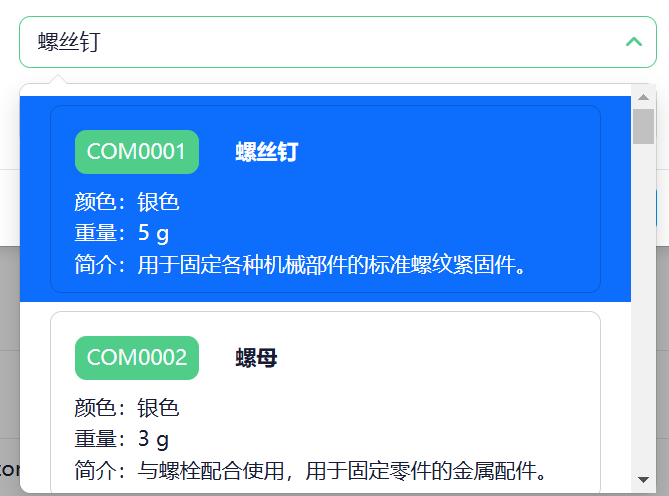 螺丝钉
COM0001 螺丝钉
颜色：银色
重量：5 g
简介：用于固定各种机械部件的标准螺纹紧固件。
COM0002 螺母
颜色：银色
重量：3 g
简介：与螺栓配合使用，用于固定零件的金属配件。